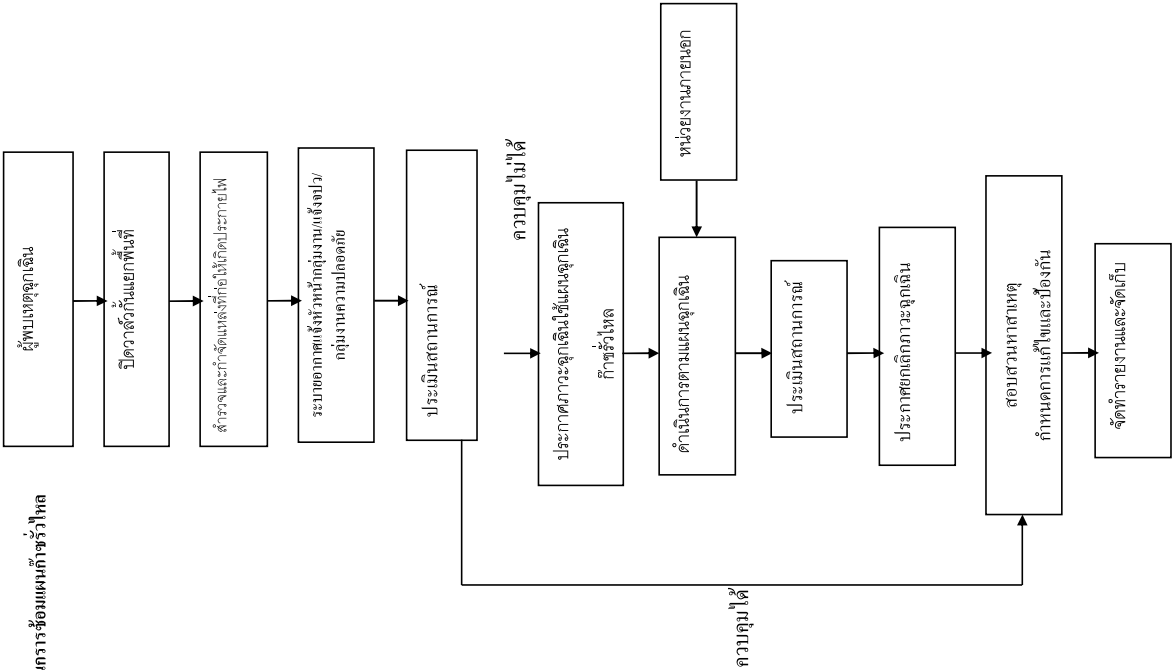 การซ้อมแผนก๊าซรั่วไหล
ผู้พบเหตุฉุกเฉิน
ปิดวาล์วกั้นแยกพื้นที่
สำรวจและกำจัดแหล่งที่ก่อให้เกิดประกายไฟ
ระบายอากาศแจ้งหัวหน้ากลุ่มงาน/แจ้งจปว/
กลุ่มงานความปลอดภัย
ประเมินสถานการณ์
ควบคุมไม่ได้
ประกาศภาวะฉุกเฉินใช้แผนฉุกเฉิน
ก๊าซรั่วไหล
หน่วยงานภายนอก
ดำเนินการตามแผนฉุกเฉิน
ประเมินสถานการณ์
ประกาศยกเลิกภาวะฉุกเฉิน
สอบสวนหาสาเหตุ
กำหนดการแก้ไขและป้องกัน
จัดทำรายงานและจัดเก็บ
ควบคุมได้